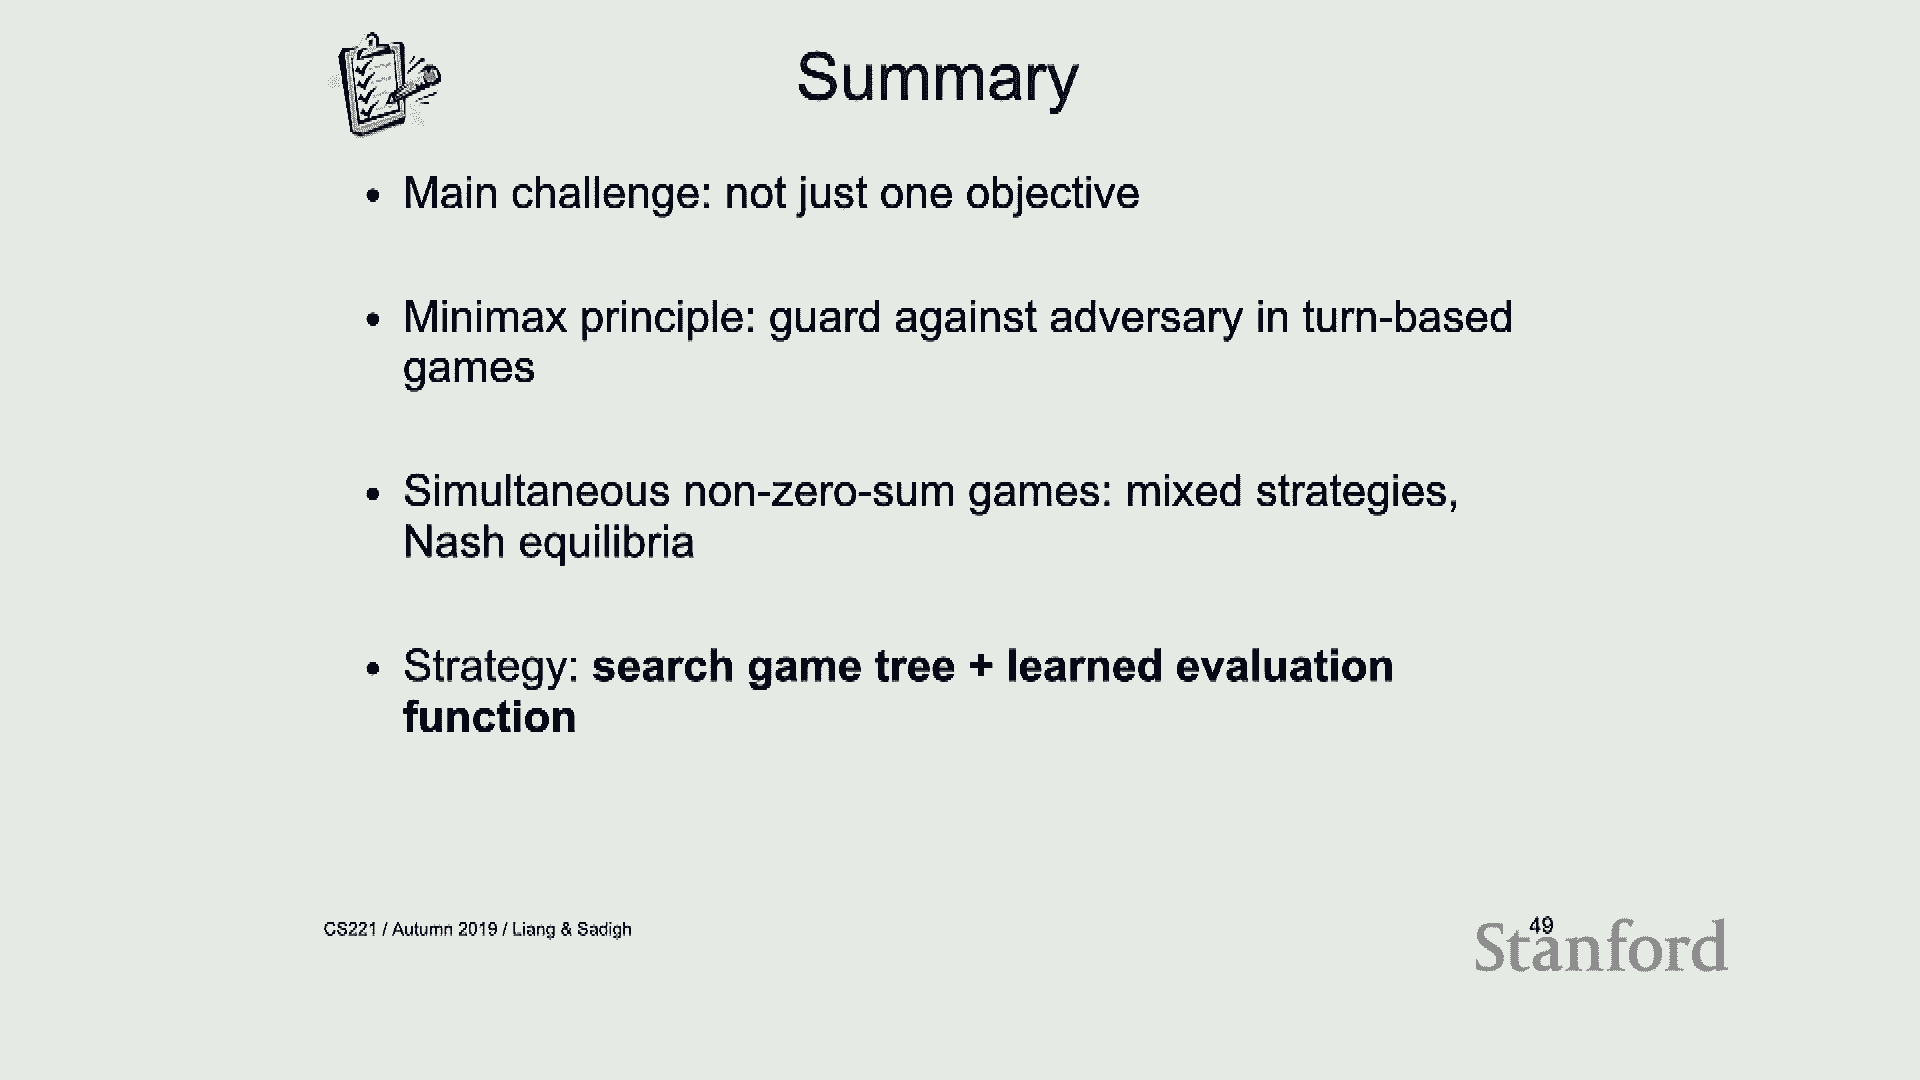 Summary
• Main challenge: not just one objective
• Minimax principle: guard against adversary in turn-based
games
• Simultaneous non-zero-sum games: mixed strategies,
Nash equilibria
• Strategy: search game tree + learned evaluation
function
CS221 / Autumn 2019 / Liang & Sadigh
49
Stanford